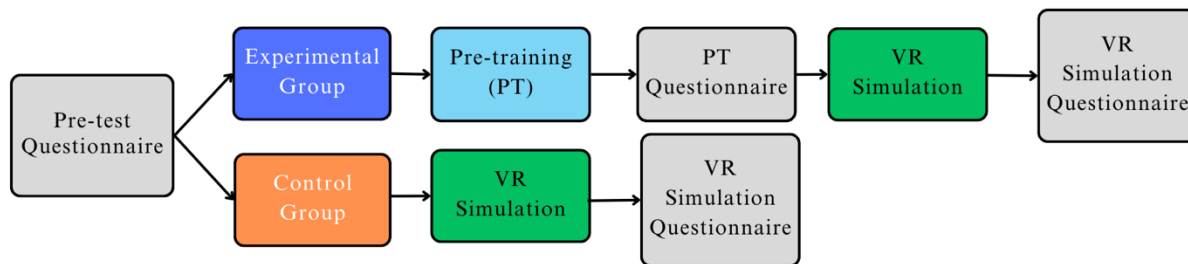 Pre-test
Questionnaire
Experimental
Group
Pre-training
(PT)
PT
Questionnaire
VR
Simulation
VR
Simulation
Questionnaire
Control
Group
VR
Simulation
VR
Simulation
Questionnaire